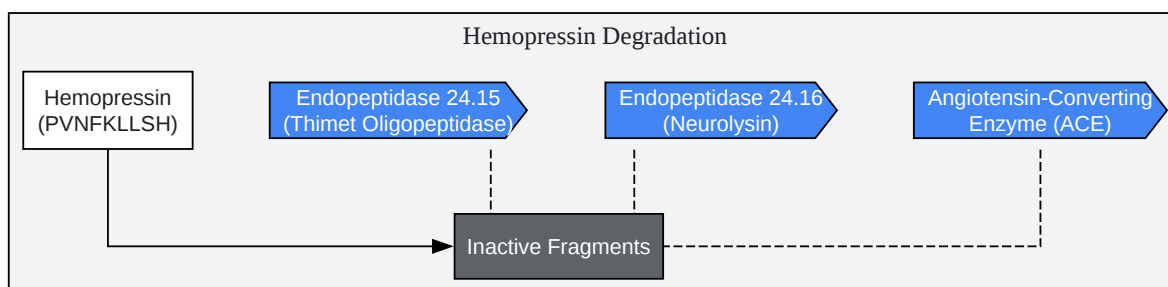 Hemopressin Degradation
Hemopressin
(PVNFKLLSH)
Endopeptidase 24.15
(Thimet Oligopeptidase)
Endopeptidase 24.16
(Neurolysin)
Angiotensin-Converting
Enzyme (ACE)
Inactive Fragments